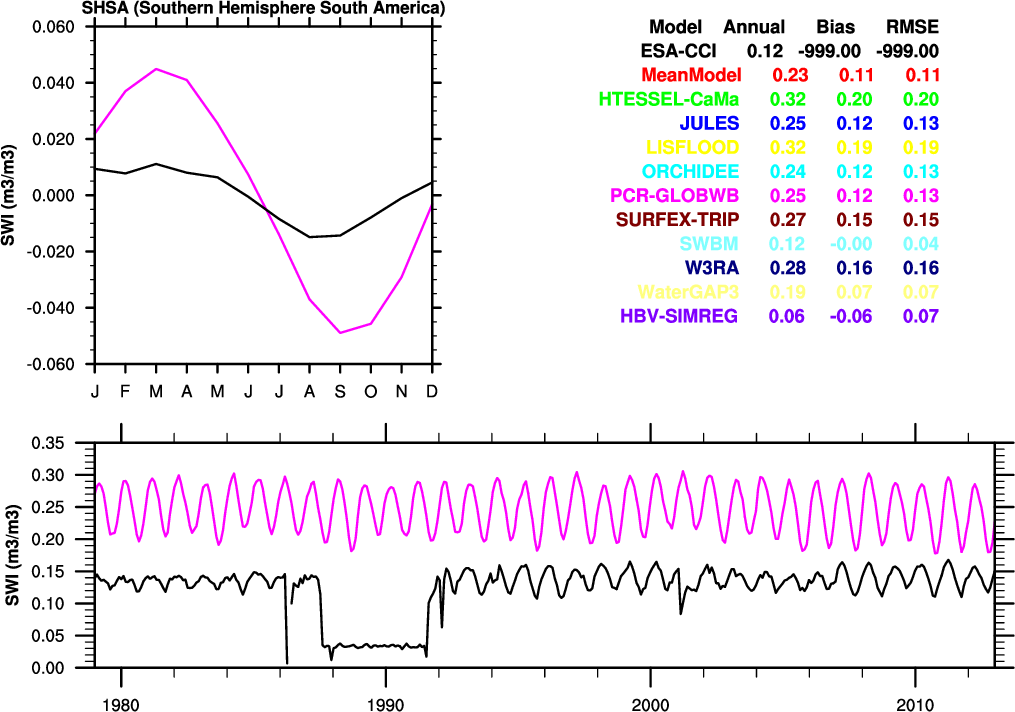 SHSA (Southern Hemisphere South America)
0.060
0.040
0.020
0.000
-0.020
-0.040
-0.060
SWI (m3/m3)
J F M A M J J A S O N D
Model Annual Bias RMSE
ESA-CCI 0.12 -999.00 -999.00
MeanModel 0.23 0.11 0.11
HTESSEL-CaMa 0.32 0.20 0.20
JULES 0.25 0.12 0.13
LISFLOOD 0.32 0.19 0.19
ORCHIDEE 0.24 0.12 0.13
PCR-GLOBWB 0.25 0.12 0.13
SURFEX-TRIP 0.27 0.15 0.15
SWBM 0.12 -0.00 0.04
W3RA 0.28 0.16 0.16
WaterGAP3 0.19 0.07 0.07
HBV-SIMREG 0.06 -0.06 0.07
0.35
0.30
0.25
0.20
0.15
0.10
0.05
0.00
SWI (m3/m3)
1980 1990 2000 2010